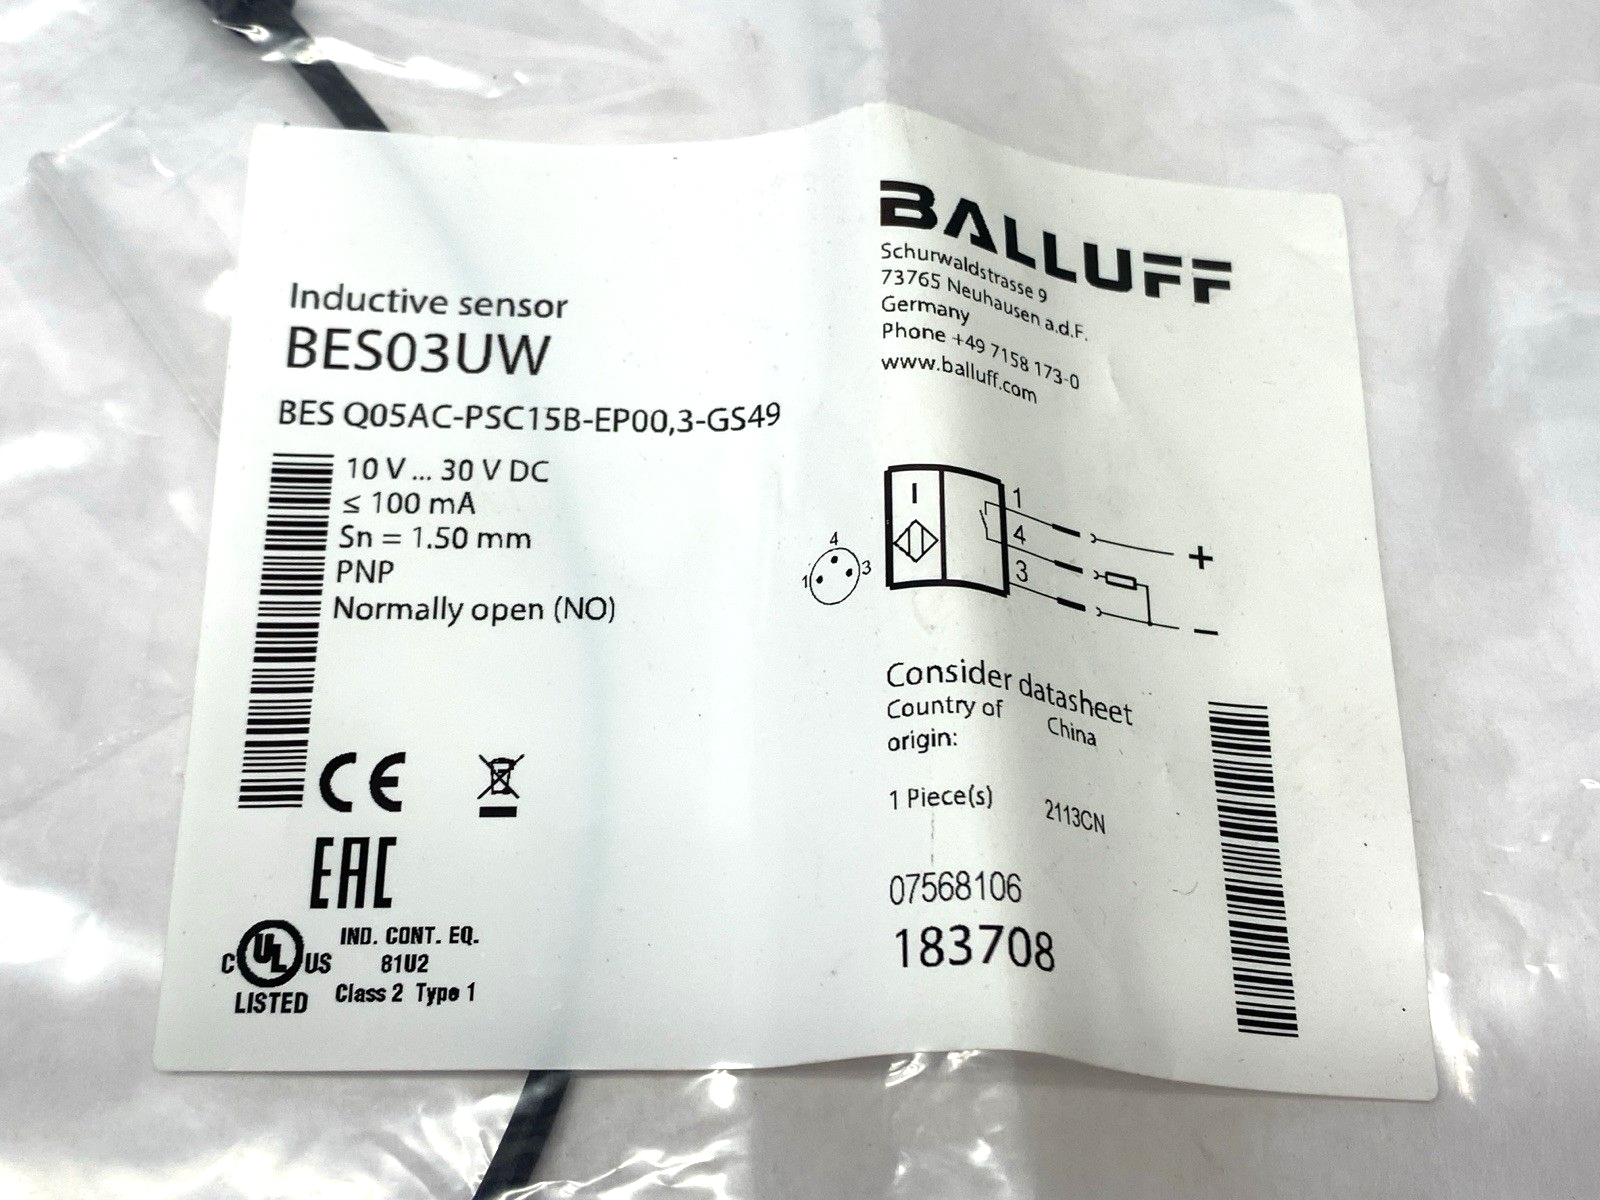 Inductive sensor
BES03UW
BES Q05AC-PSC15B-EP00,3-GS49
10 V ... 30 V DC
≤ 100 mA
Sn = 1.50 mm
PNP
Normally open (NO)
CE
EAC
C UL US LISTED
IND. CONT. EQ.
81U2
Class 2 Type 1
BALLUFF
Schurwaldstrasse 9
73765 Neuhausen a.d.F.
Germany
Phone +49 7158 173-0
www.balluff.com
4
1 3
I
1 +
4
3 −
Consider datasheet
Country of origin: China
1 Piece(s) 2113CN
07568106
183708